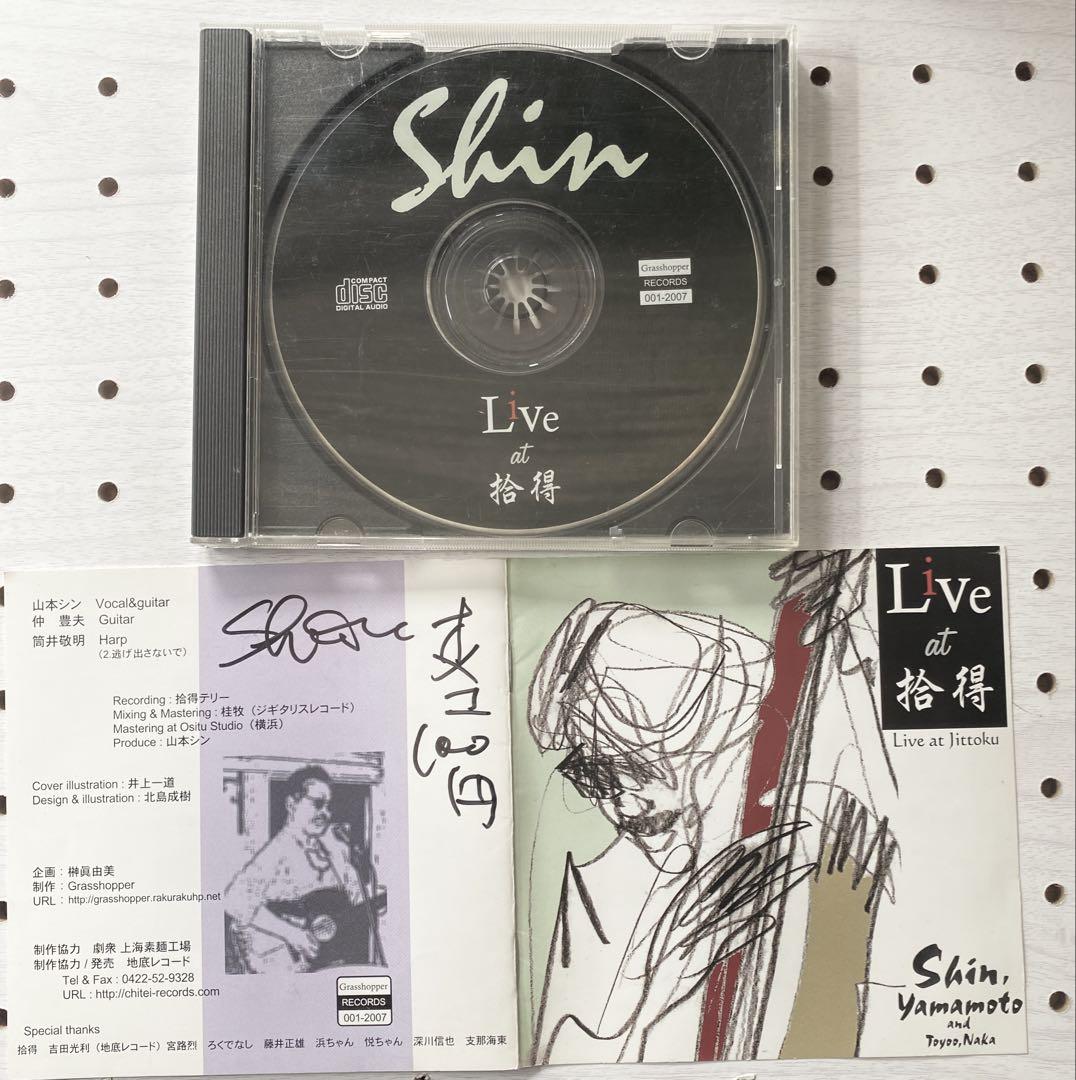 Shin
COMPACT
disc
DIGITAL AUDIO
Grasshopper
RECORDS
001-2007
Live
at
拾得
山本シン Vocal&guitar
仲 豊夫 Guitar
筒井敬明 Harp
(2.逃げ出さないで)
Recording : 拾得テリー
Mixing & Mastering : 桂牧（ジギタリスレコード）
Mastering at Ositu Studio（横浜）
Produce : 山本シン
Cover illustration : 井上一道
Design & illustration : 北島成樹
企画 : 榊眞由美
制作 : Grasshopper
URL : http://grasshopper.rakurakuhp.net
制作協力 劇衆 上海素麺工場
制作協力 / 発売 地底レコード
Tel & Fax : 0422-52-9328
URL : http://chitei-records.com
Grasshopper
RECORDS
001-2007
Special thanks
拾得 吉田光利（地底レコード）宮路烈 ろくでなし 藤井正雄 浜ちゃん 悦ちゃん 深川信也 支那海東
Live
at
拾得
Live at Jittoku
Shin,
Yamamoto
and
Toyoo, Naka